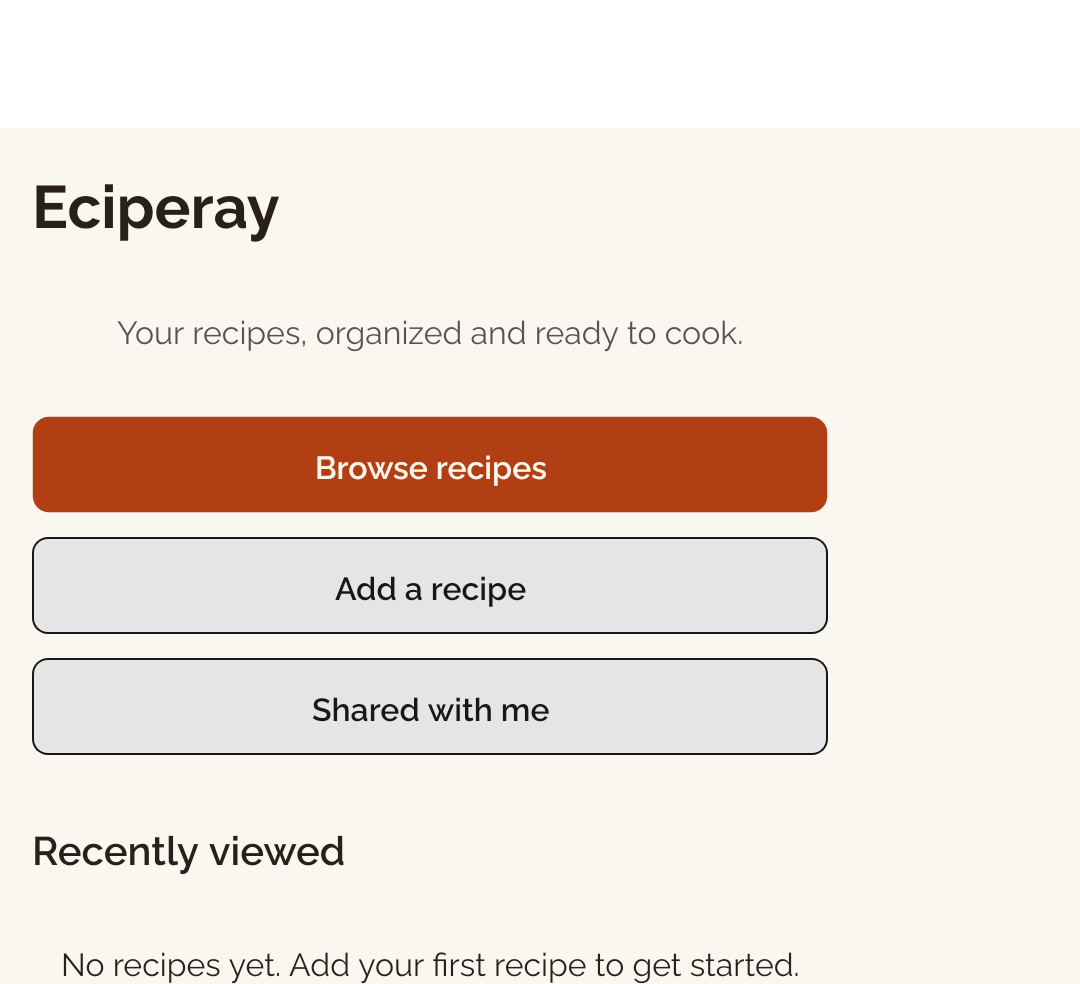 Eciperay
Your recipes, organized and ready to cook.
Browse recipes
Add a recipe
Shared with me
Recently viewed
No recipes yet. Add your first recipe to get started.